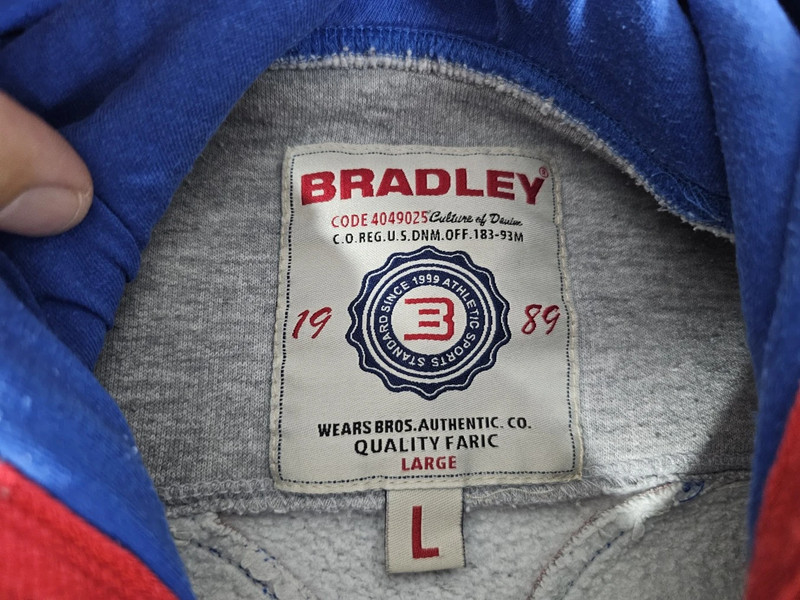 BRADLEY®
CODE 4049025 Culture of Denim
C.O.REG.U.S.DNM.OFF.183-93M
19 89
STANDARD SINCE 1999 ATHLETIC SPORTS
B
WEARS BROS.AUTHENTIC. CO.
QUALITY FARIC
LARGE
L